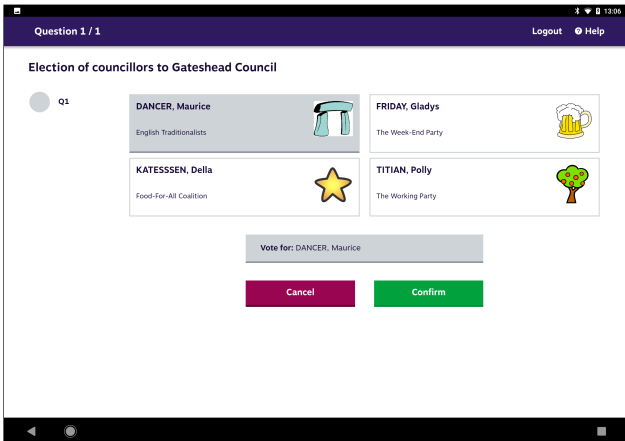 13:06
Question 1 / 1
Logout
Help
Election of councillors to Gateshead Council
Q1
DANCER, Maurice
English Traditionalists
FRIDAY, Gladys
The Week-End Party
KATESSSEN, Della
Food-For-All Coalition
TITIAN, Polly
The Working Party
Vote for: DANCER, Maurice
Cancel
Confirm